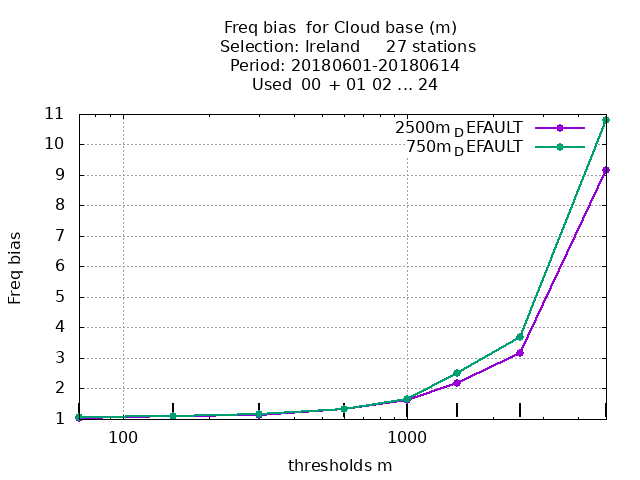 Freq bias  for Cloud base (m)
Selection: Ireland     27 stations
Period: 20180601-20180614
Used  00 + 01 02 ... 24
11
10
9
8
7
6
5
4
3
2
1
Freq bias
2500m_DEFAULT
750m_DEFAULT
100
1000
thresholds m